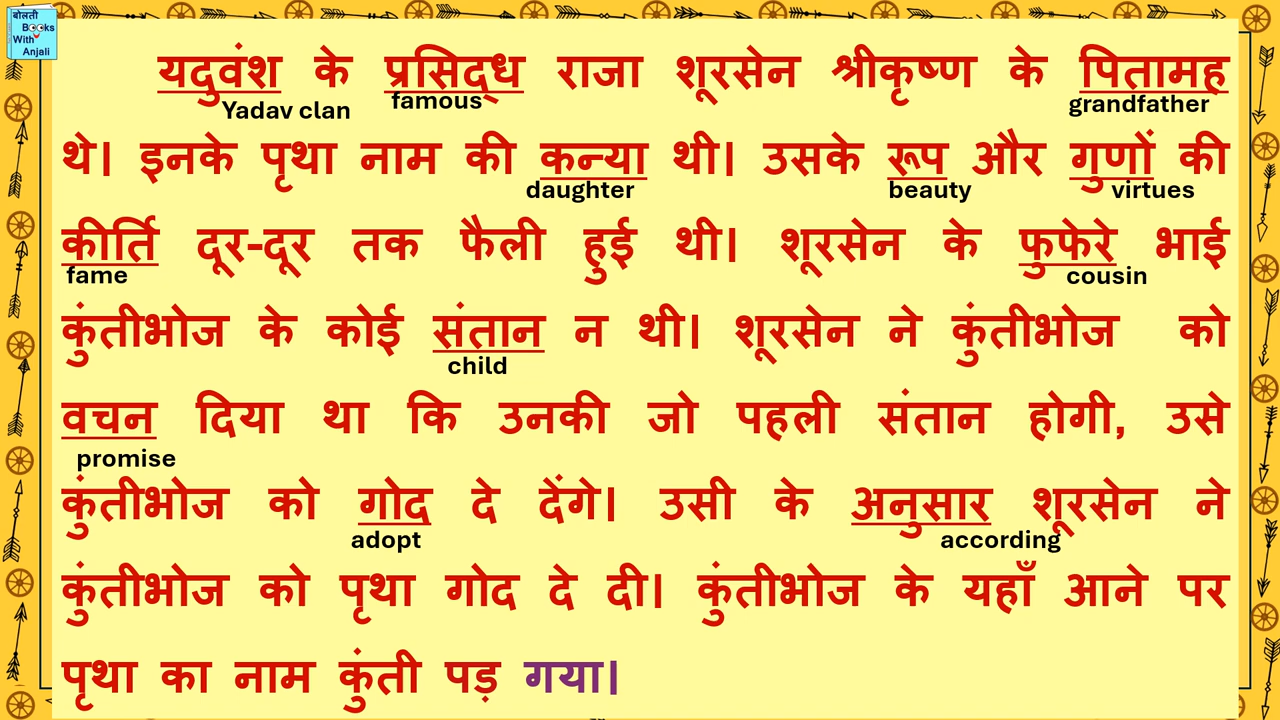 बोलती
Books
With
Anjali
यदुवंश के प्रसिद्ध राजा शूरसेन श्रीकृष्ण के पितामह
Yadav clan famous grandfather
थे। इनके पृथा नाम की कन्या थी। उसके रूप और गुणों की
daughter beauty virtues
कीर्ति दूर-दूर तक फैली हुई थी। शूरसेन के फुफेरे भाई
fame cousin
कुंतीभोज के कोई संतान न थी। शूरसेन ने कुंतीभोज को
child
वचन दिया था कि उनकी जो पहली संतान होगी, उसे
promise
कुंतीभोज को गोद दे देंगे। उसी के अनुसार शूरसेन ने
adopt according
कुंतीभोज को पृथा गोद दे दी। कुंतीभोज के यहाँ आने पर
पृथा का नाम कुंती पड़ गया।